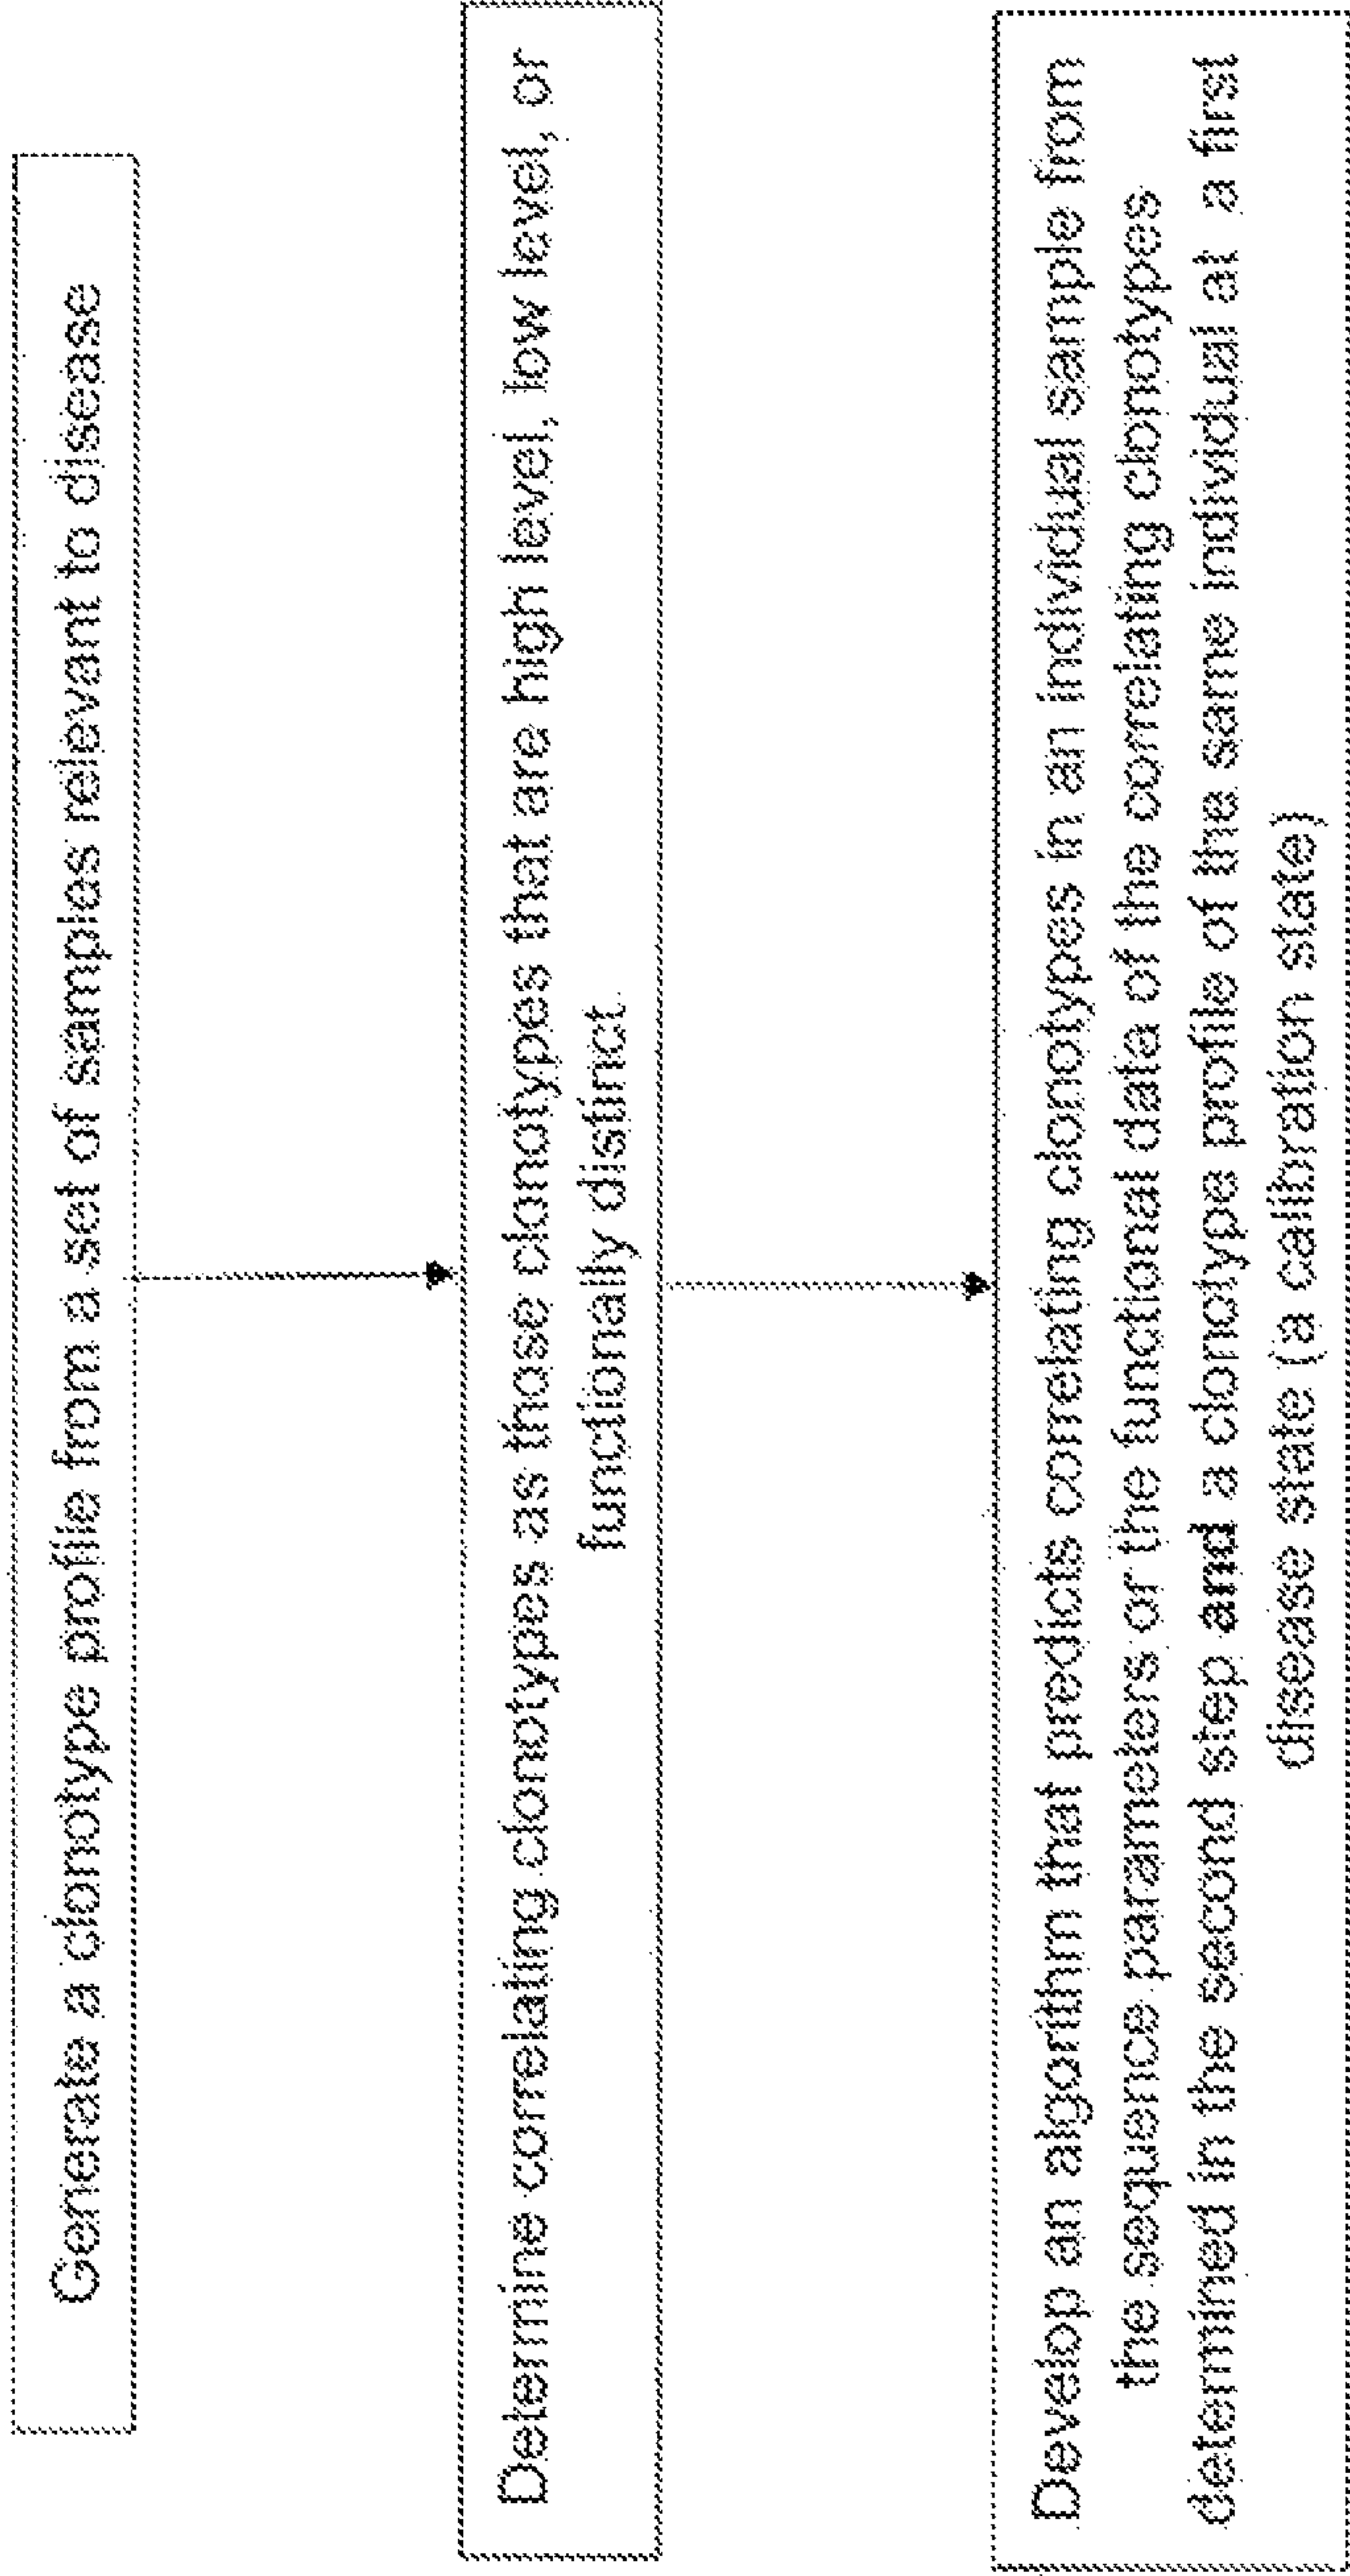 Generate a clonotype profile from a set of samples relevant to disease
Determine correlating clonotypes as those clonotypes that are high level, low level, or
functionally distinct.
Develop an algorithm that predicts correlating clonotypes in an individual sample from
the sequence parameters or the functional data of the correlating clonotypes
determined in the second step and a clonotype profile of the same individual at a first
disease state (a calibration state)